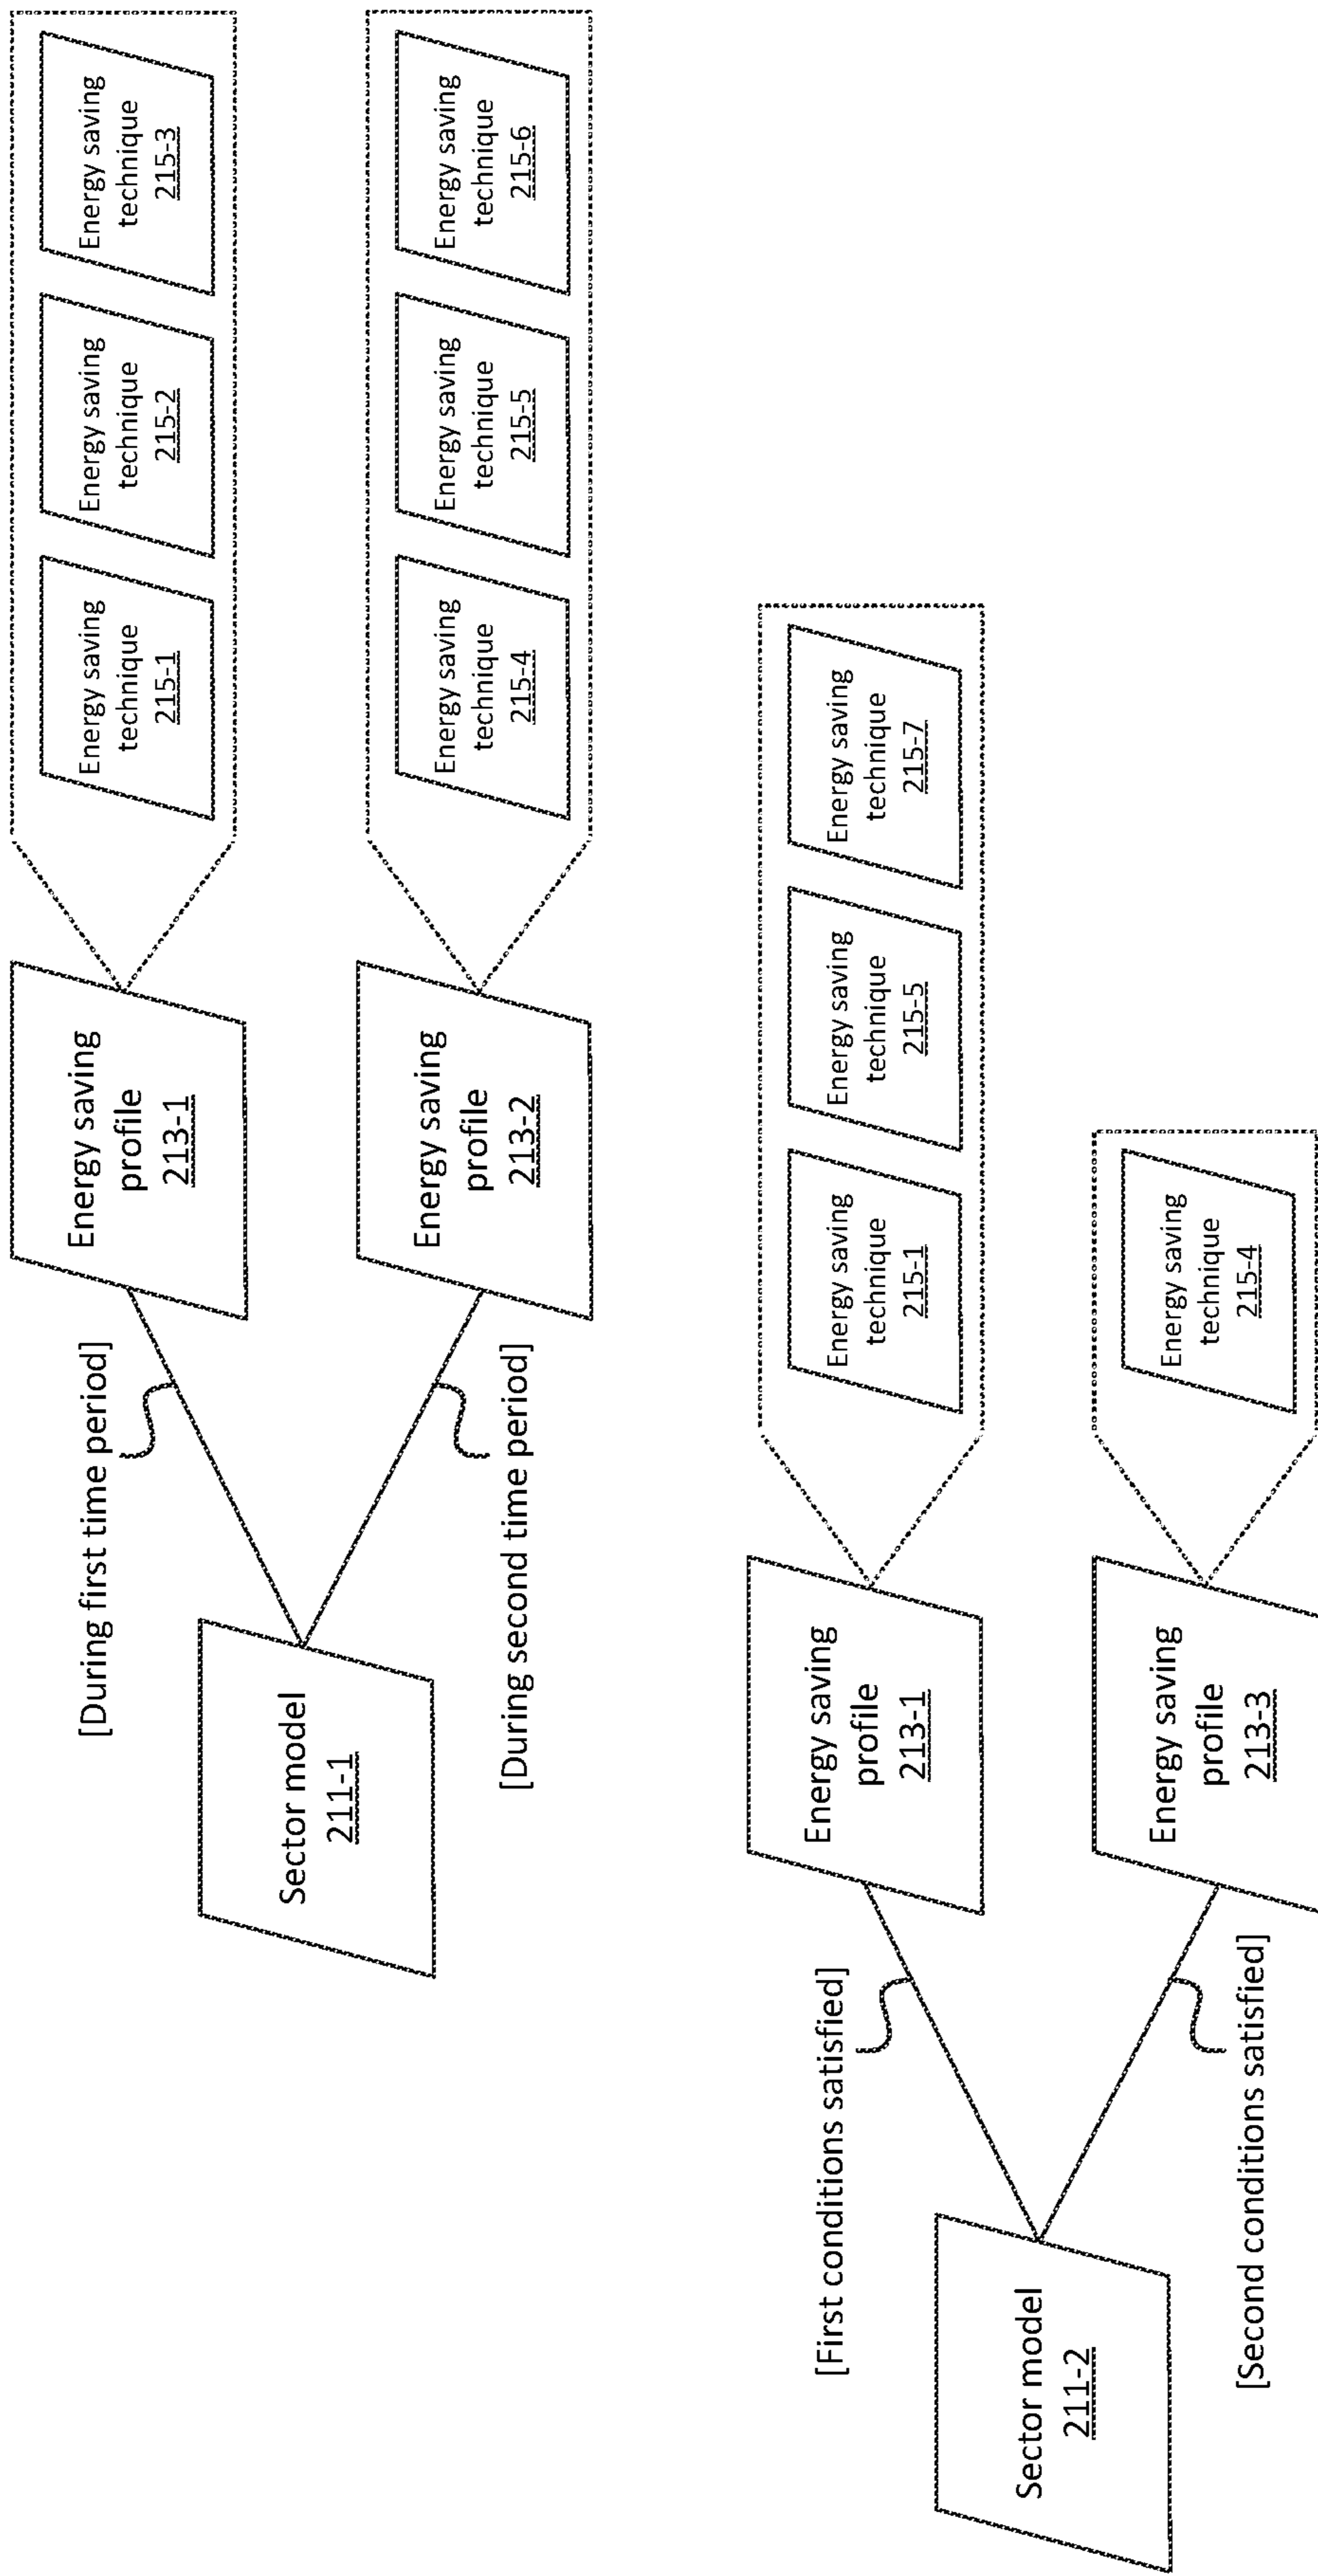 [During first time period]
Sector model
211-1
[During second time period]
Energy saving
profile
213-1
Energy saving
technique
215-1
Energy saving
technique
215-2
Energy saving
technique
215-3
Energy saving
profile
213-2
Energy saving
technique
215-4
Energy saving
technique
215-5
Energy saving
technique
215-6
[First conditions satisfied]
Sector model
211-2
[Second conditions satisfied]
Energy saving
profile
213-1
Energy saving
technique
215-1
Energy saving
technique
215-5
Energy saving
technique
215-7
Energy saving
profile
213-3
Energy saving
technique
215-4